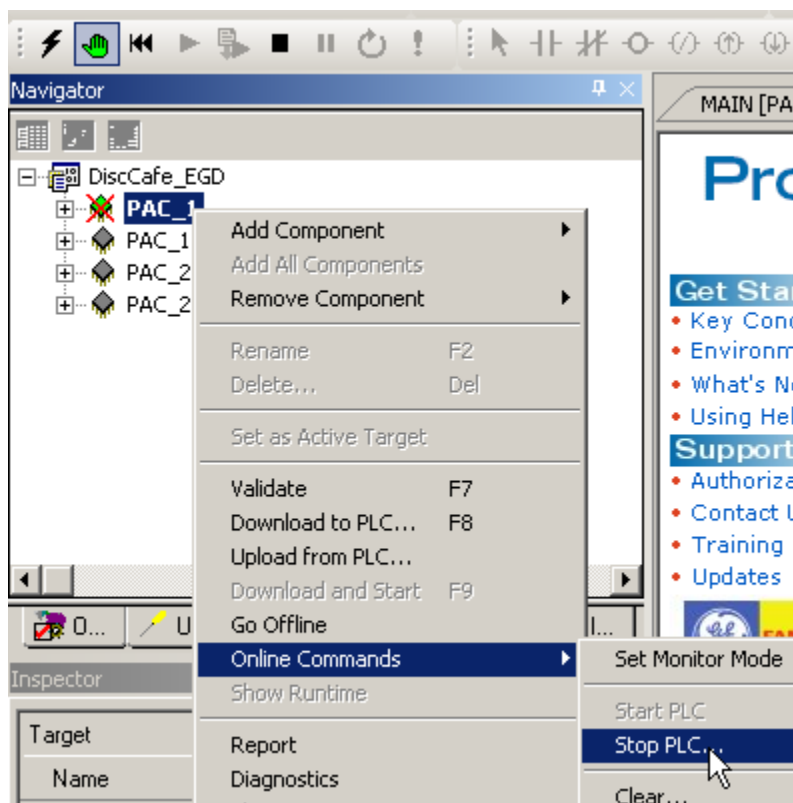 Navigator
MAIN [PA
DiscCafe_EGD
PAC_1
PAC_1
PAC_2
PAC_2
Add Component
Add All Components
Remove Component
Rename F2
Delete... Del
Set as Active Target
Validate F7
Download to PLC... F8
Upload from PLC...
Download and Start F9
Go Offline
Online Commands
Show Runtime
Report
Diagnostics
Set Monitor Mode
Start PLC
Stop PLC...
Clear...
Pro
Get Sta
Key Conc
Environm
What's N
Using Hel
Support
Authoriza
Contact U
Training
Updates
O...
U
I...
Inspector
Target
Name